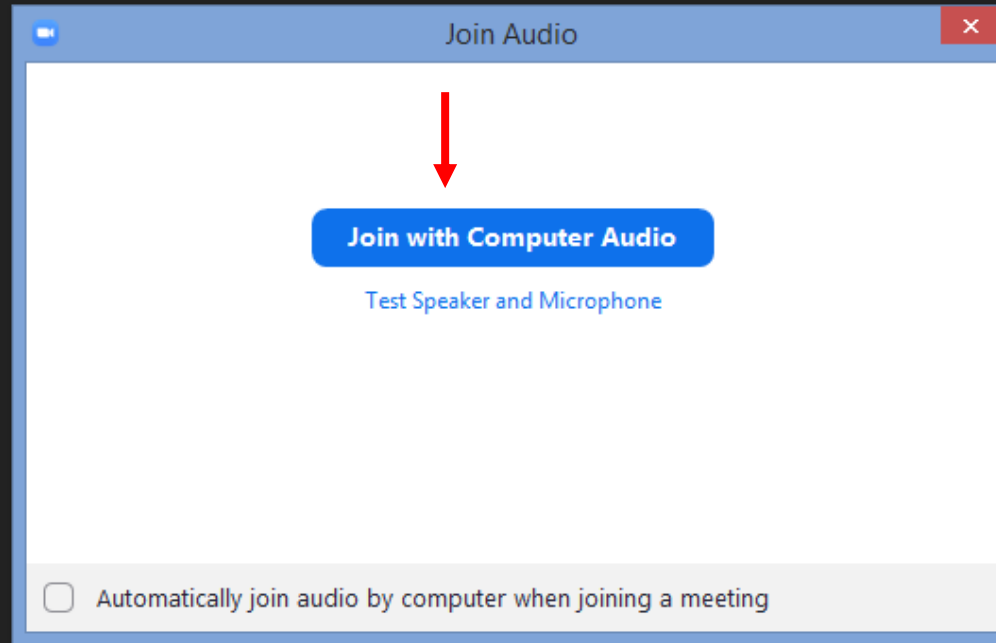 Join Audio
Join with Computer Audio
Test Speaker and Microphone
Automatically join audio by computer when joining a meeting